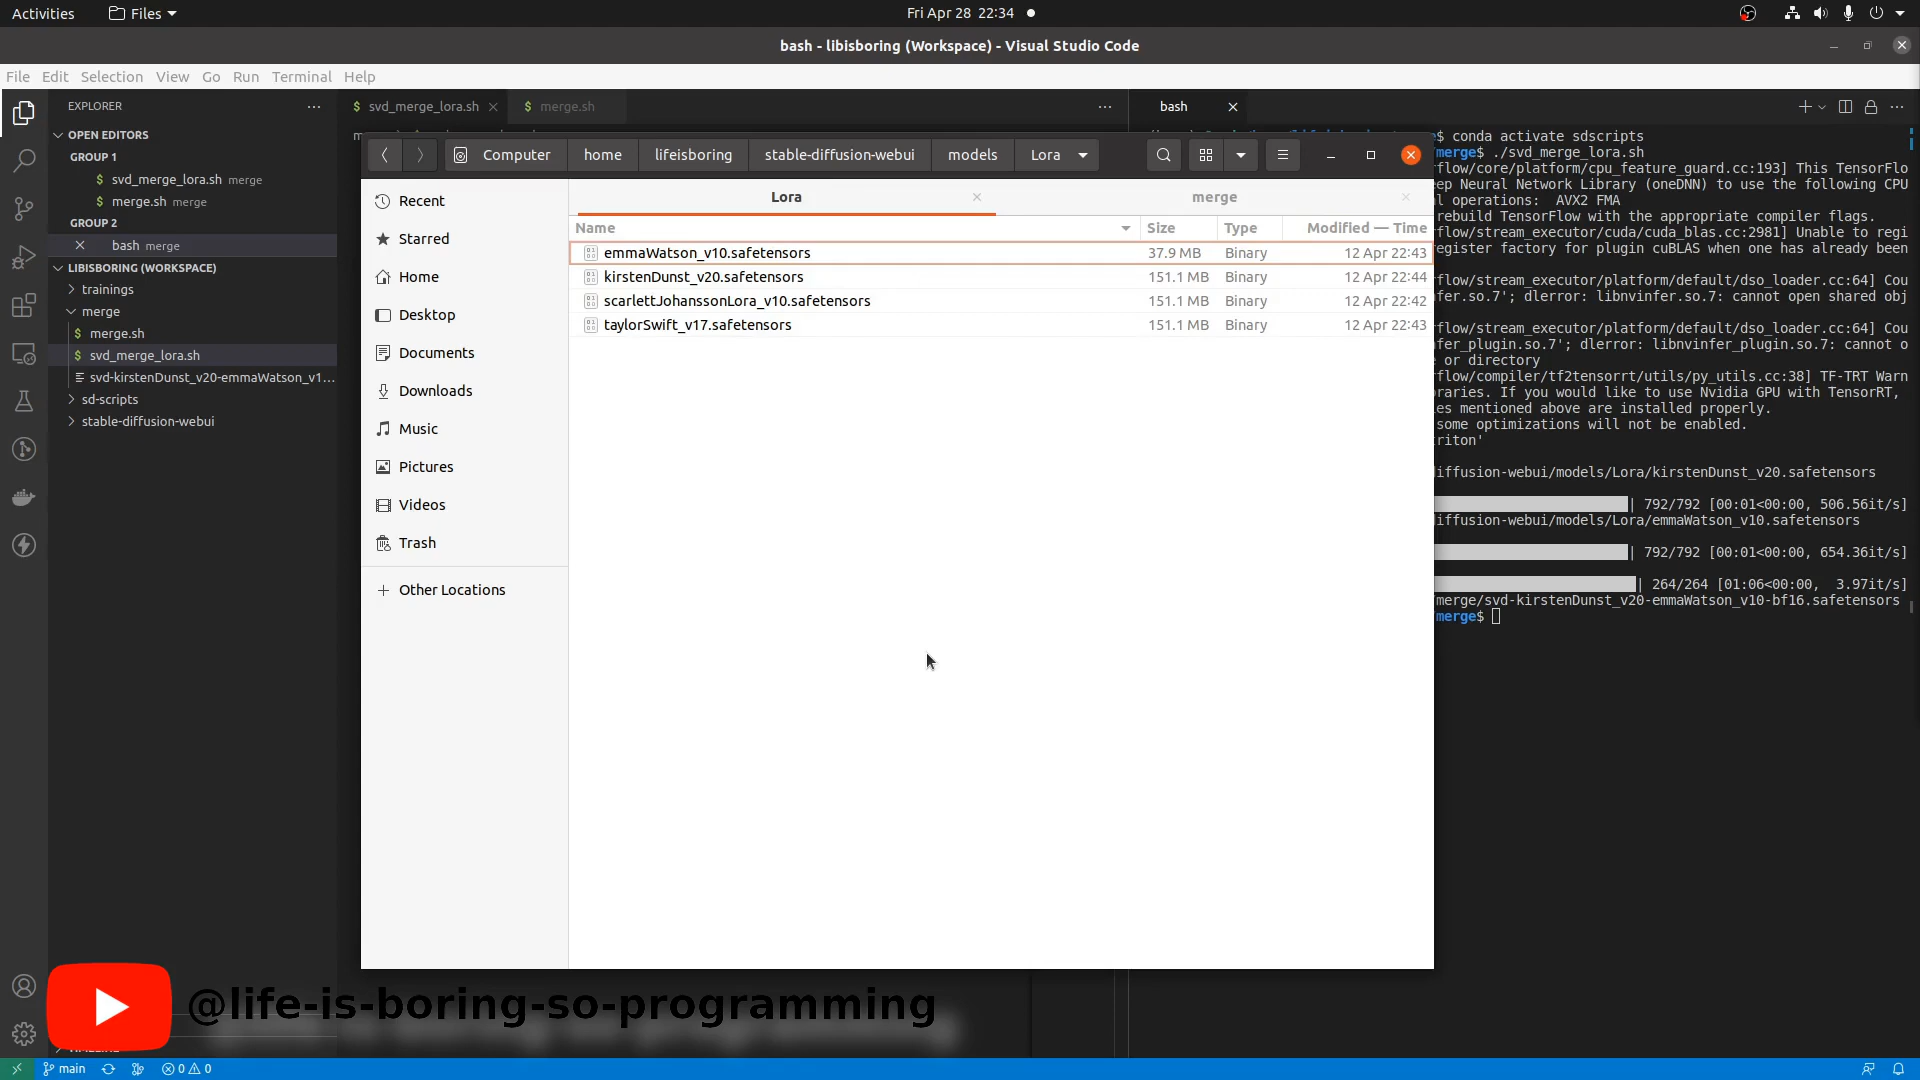 Activities Files Fri Apr 28 22:34
bash - libisboring (Workspace) - Visual Studio Code
File Edit Selection View Go Run Terminal Help
EXPLORER
OPEN EDITORS
GROUP 1
$ svd_merge_lora.sh merge
$ merge.sh merge
GROUP 2
bash merge
LIBISBORING (WORKSPACE)
trainings
merge
$ merge.sh
$ svd_merge_lora.sh
svd-kirstenDunst_v20-emmaWatson_v1...
sd-scripts
stable-diffusion-webui
$ svd_merge_lora.sh
$ merge.sh
Computer home lifeisboring stable-diffusion-webui models Lora
Recent
Starred
Home
Desktop
Documents
Downloads
Music
Pictures
Videos
Trash
Other Locations
Lora merge
Name Size Type Modified — Time
emmaWatson_v10.safetensors 37.9 MB Binary 12 Apr 22:43
kirstenDunst_v20.safetensors 151.1 MB Binary 12 Apr 22:44
scarlettJohanssonLora_v10.safetensors 151.1 MB Binary 12 Apr 22:42
taylorSwift_v17.safetensors 151.1 MB Binary 12 Apr 22:43
bash
$ conda activate sdscripts
merge$ ./svd_merge_lora.sh
rflow/core/platform/cpu_feature_guard.cc:193] This TensorFlo
eep Neural Network Library (oneDNN) to use the following CPU
l operations:  AVX2 FMA
rebuild TensorFlow with the appropriate compiler flags.
rflow/stream_executor/cuda/cuda_blas.cc:2981] Unable to regi
register factory for plugin cuBLAS when one has already been
rflow/stream_executor/platform/default/dso_loader.cc:64] Cou
nfer.so.7'; dlerror: libnvinfer.so.7: cannot open shared obj
rflow/stream_executor/platform/default/dso_loader.cc:64] Cou
nfer_plugin.so.7'; dlerror: libnvinfer_plugin.so.7: cannot o
e or directory
rflow/compiler/tf2tensorrt/utils/py_utils.cc:38] TF-TRT Warn
raries. If you would like to use Nvidia GPU with TensorRT,
es mentioned above are installed properly.
some optimizations will not be enabled.
riton'
diffusion-webui/models/Lora/kirstenDunst_v20.safetensors
| 792/792 [00:01<00:00, 506.56it/s]
diffusion-webui/models/Lora/emmaWatson_v10.safetensors
| 792/792 [00:01<00:00, 654.36it/s]
| 264/264 [01:06<00:00,  3.97it/s]
merge/svd-kirstenDunst_v20-emmaWatson_v10-bf16.safetensors
merge$
@life-is-boring-so-programming
main 0 0